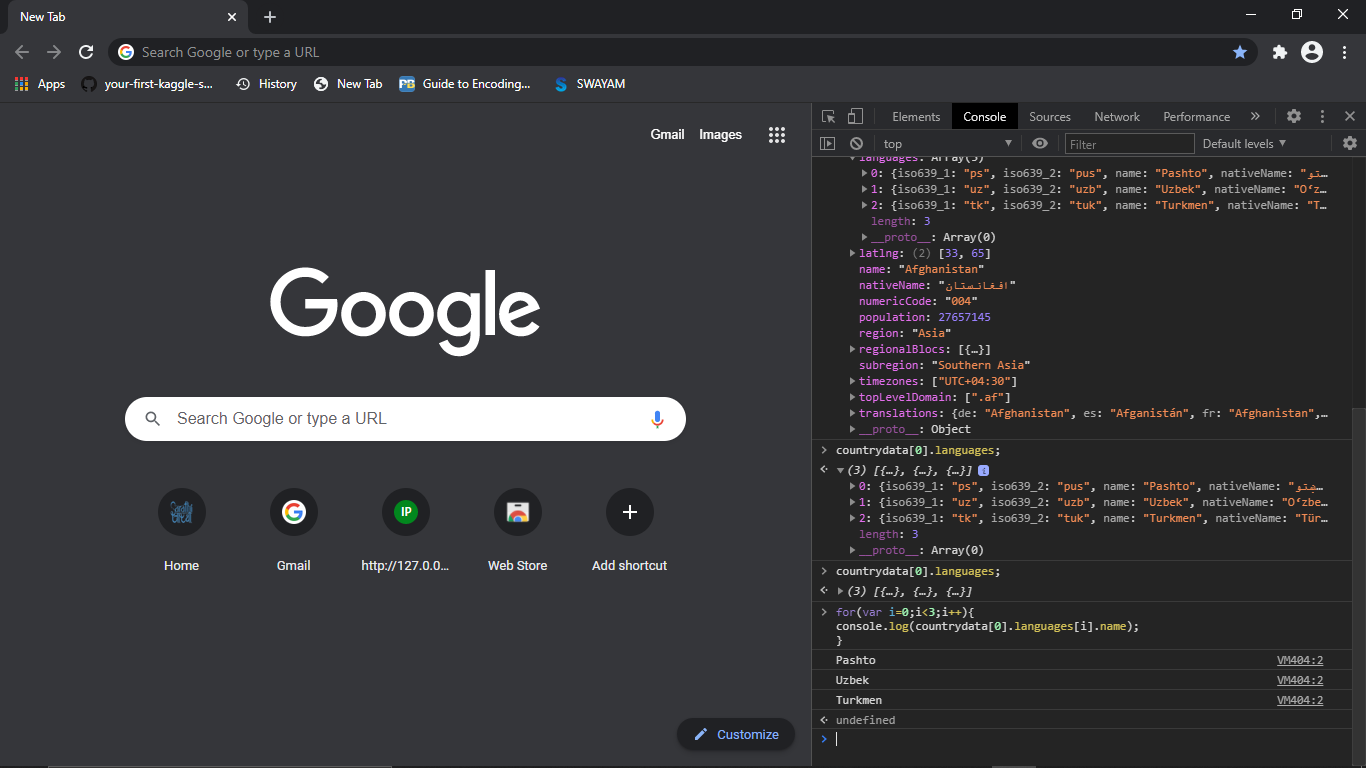 New Tab
Search Google or type a URL
Apps
your-first-kaggle-s...
History
New Tab
Guide to Encoding...
SWAYAM
Gmail
Images
Google
Search Google or type a URL
Home
Gmail
IP
http://127.0.0...
Web Store
Add shortcut
Customize
Elements
Console
Sources
Network
Performance
top
Filter
Default levels
languages: Array(3)
0: {iso639_1: "ps", iso639_2: "pus", name: "Pashto", nativeName: "تو…
1: {iso639_1: "uz", iso639_2: "uzb", name: "Uzbek", nativeName: "Oʻz…
2: {iso639_1: "tk", iso639_2: "tuk", name: "Turkmen", nativeName: "T…
length: 3
__proto__: Array(0)
latlng: (2) [33, 65]
name: "Afghanistan"
nativeName: "افغانستان"
numericCode: "004"
population: 27657145
region: "Asia"
regionalBlocs: [{…}]
subregion: "Southern Asia"
timezones: ["UTC+04:30"]
topLevelDomain: [".af"]
translations: {de: "Afghanistan", es: "Afganistán", fr: "Afghanistan",…
__proto__: Object
countrydata[0].languages;
(3) [{…}, {…}, {…}]
0: {iso639_1: "ps", iso639_2: "pus", name: "Pashto", nativeName: "ښتو…
1: {iso639_1: "uz", iso639_2: "uzb", name: "Uzbek", nativeName: "Oʻzbe…
2: {iso639_1: "tk", iso639_2: "tuk", name: "Turkmen", nativeName: "Tür…
length: 3
__proto__: Array(0)
countrydata[0].languages;
(3) [{…}, {…}, {…}]
for(var i=0;i<3;i++){
console.log(countrydata[0].languages[i].name);
}
Pashto VM404:2
Uzbek VM404:2
Turkmen VM404:2
undefined